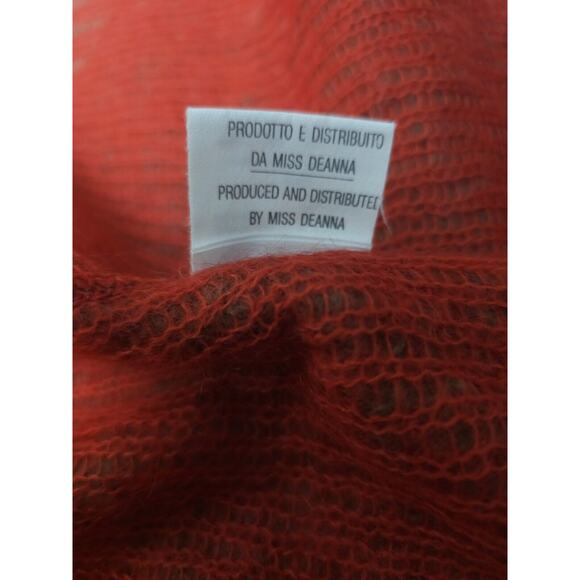 PRODOTTO E DISTRIBUITO
DA MISS DEANNA
PRODUCED AND DISTRIBUTED
BY MISS DEANNA